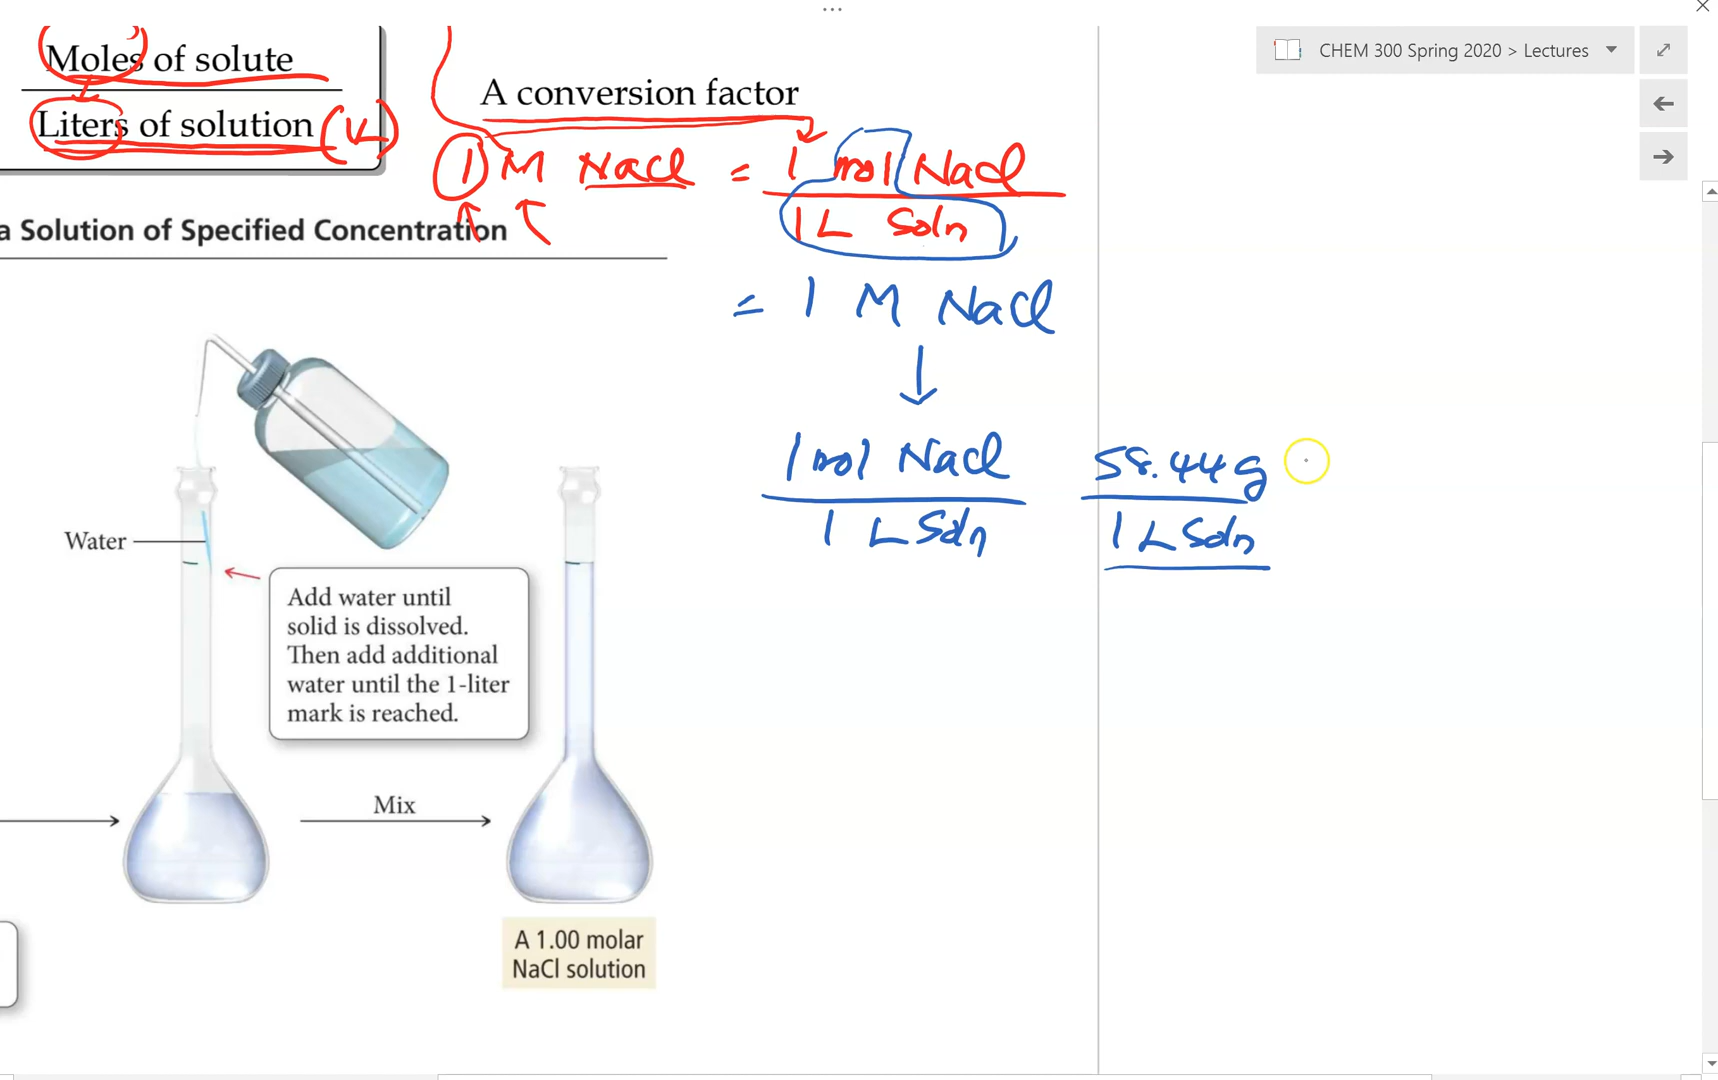 ...
CHEM 300 Spring 2020 > Lectures
Moles of solute
Liters of solution (L)
A conversion factor
1 M NaCl = 1 mol NaCl
1 L Soln
a Solution of Specified Concentration
= 1 M NaCl
1 mol NaCl
1 L Soln
58.44 g
1 L Soln
Water
Add water until
solid is dissolved.
Then add additional
water until the 1-liter
mark is reached.
Mix
A 1.00 molar
NaCl solution